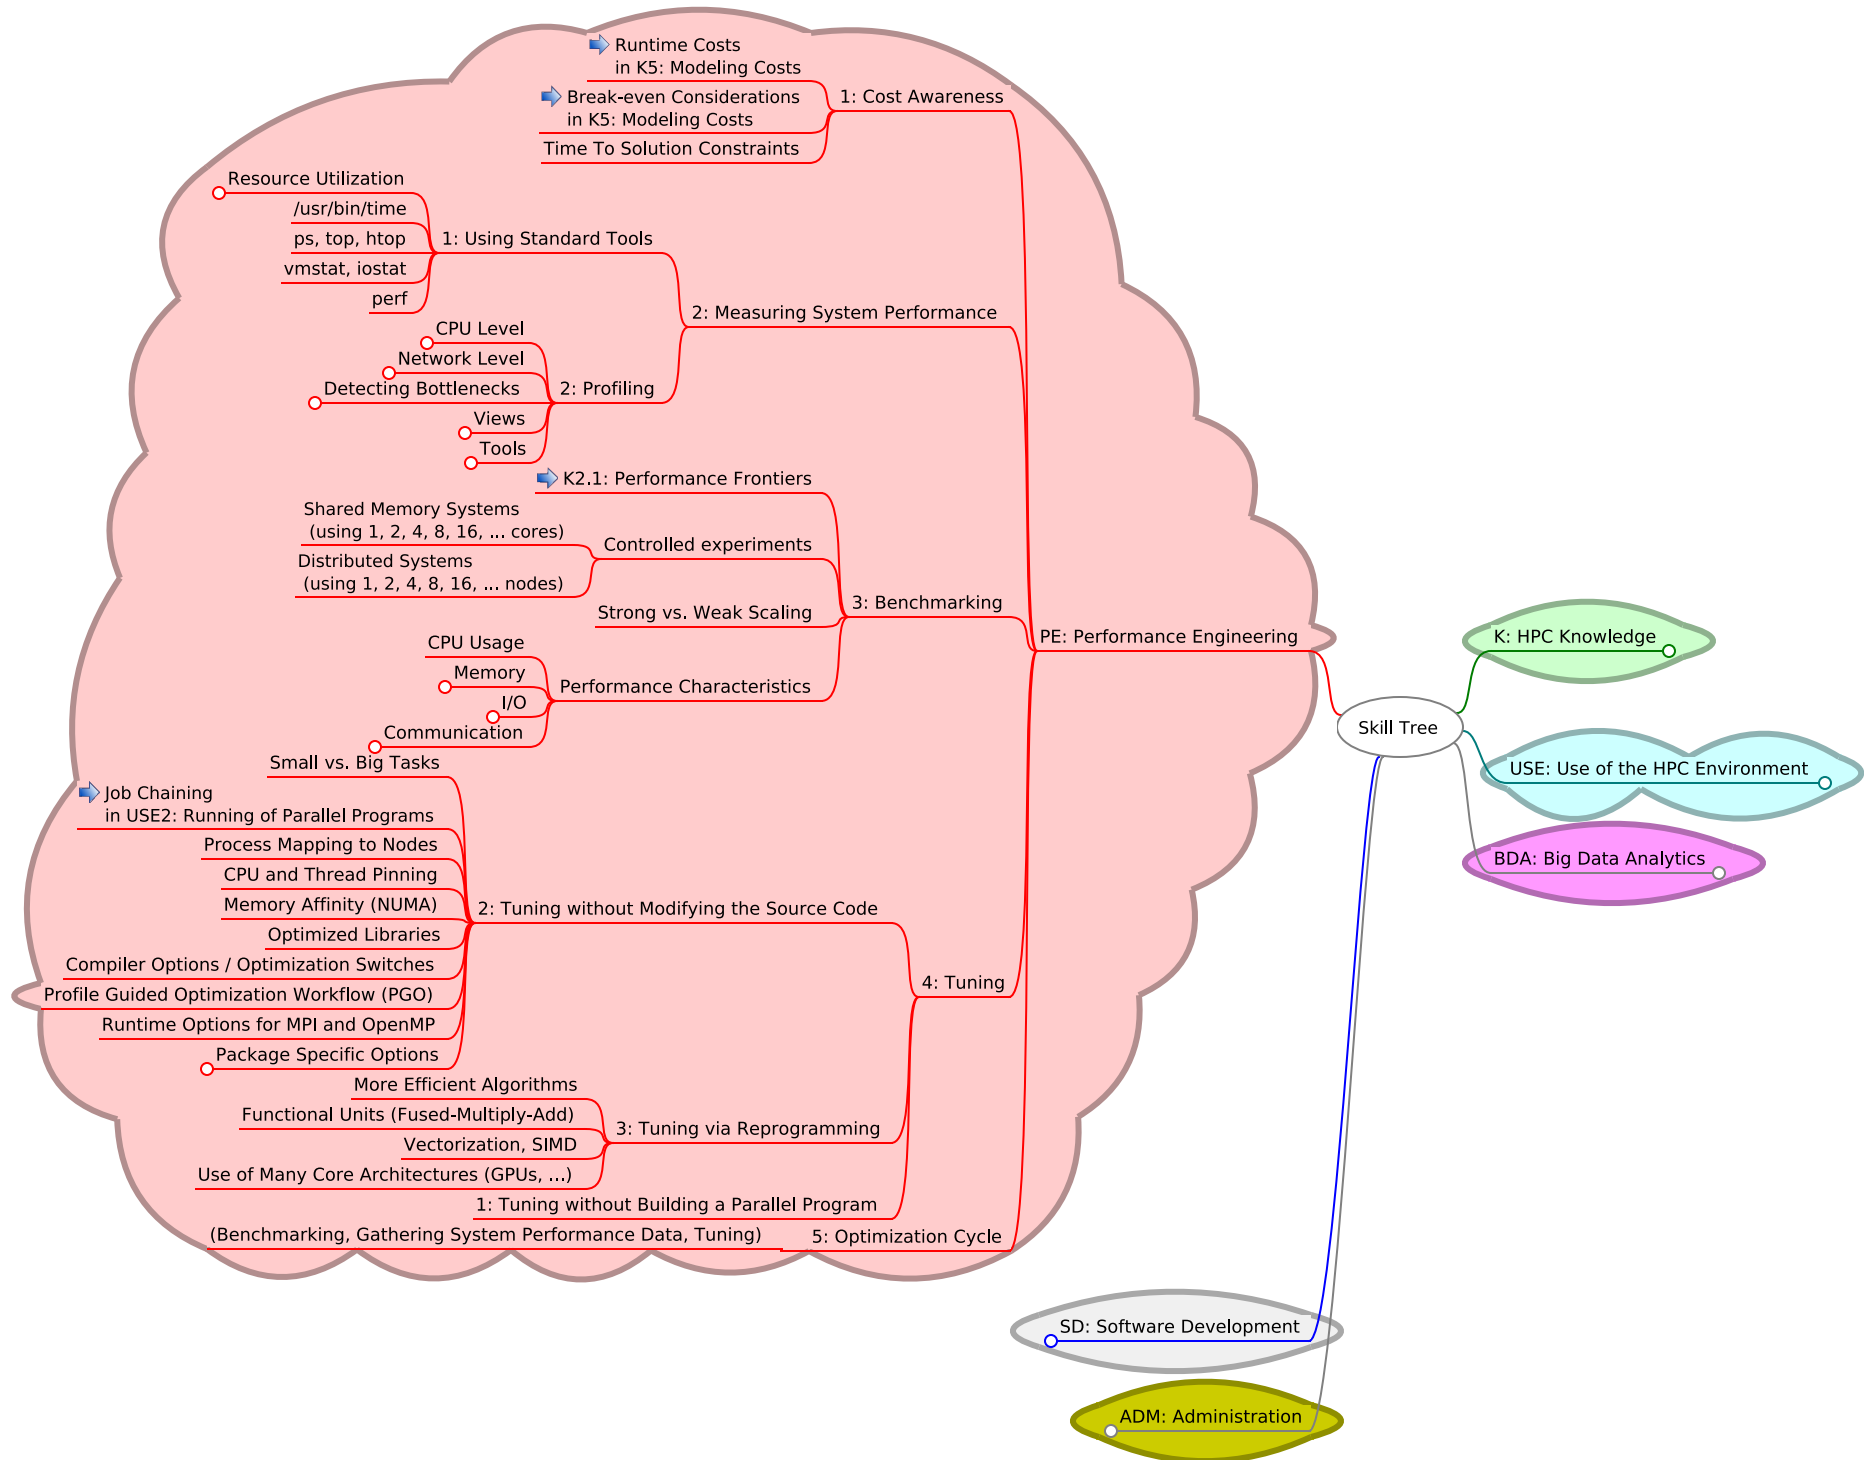 Runtime Costs
in K5: Modeling Costs
Break-even Considerations
in K5: Modeling Costs
Time To Solution Constraints
1: Cost Awareness
Resource Utilization
/usr/bin/time
ps, top, htop
vmstat, iostat
perf
1: Using Standard Tools
CPU Level
Network Level
Detecting Bottlenecks
Views
Tools
2: Profiling
2: Measuring System Performance
K2.1: Performance Frontiers
Shared Memory Systems
(using 1, 2, 4, 8, 16, ... cores)
Distributed Systems
(using 1, 2, 4, 8, 16, ... nodes)
Controlled experiments
Strong vs. Weak Scaling
CPU Usage
Memory
I/O
Communication
Performance Characteristics
3: Benchmarking
Small vs. Big Tasks
Job Chaining
in USE2: Running of Parallel Programs
Process Mapping to Nodes
CPU and Thread Pinning
Memory Affinity (NUMA)
Optimized Libraries
Compiler Options / Optimization Switches
Profile Guided Optimization Workflow (PGO)
Runtime Options for MPI and OpenMP
Package Specific Options
2: Tuning without Modifying the Source Code
More Efficient Algorithms
Functional Units (Fused-Multiply-Add)
Vectorization, SIMD
Use of Many Core Architectures (GPUs, ...)
3: Tuning via Reprogramming
1: Tuning without Building a Parallel Program
4: Tuning
(Benchmarking, Gathering System Performance Data, Tuning)
5: Optimization Cycle
PE: Performance Engineering
Skill Tree
K: HPC Knowledge
USE: Use of the HPC Environment
BDA: Big Data Analytics
SD: Software Development
ADM: Administration